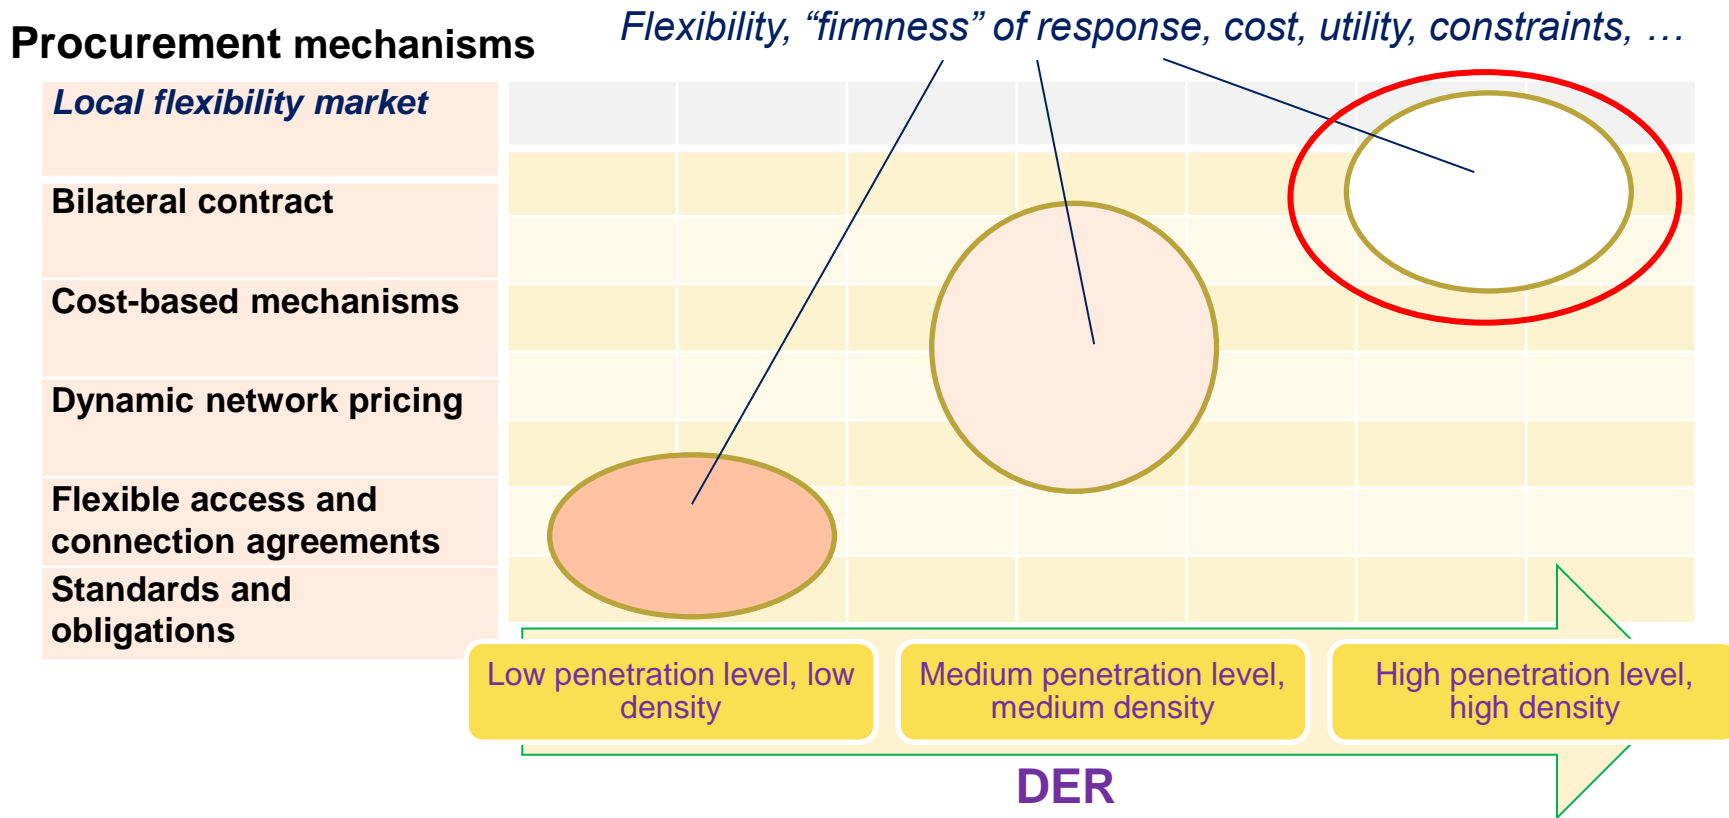 Flexibility, “firmness” of response, cost, utility, constraints, …
Procurement mechanisms
Local flexibility market
Bilateral contract
Cost-based mechanisms
Dynamic network pricing
Flexible access and
connection agreements
Standards and
obligations
Low penetration level, low
density
Medium penetration level,
medium density
High penetration level,
high density
DER